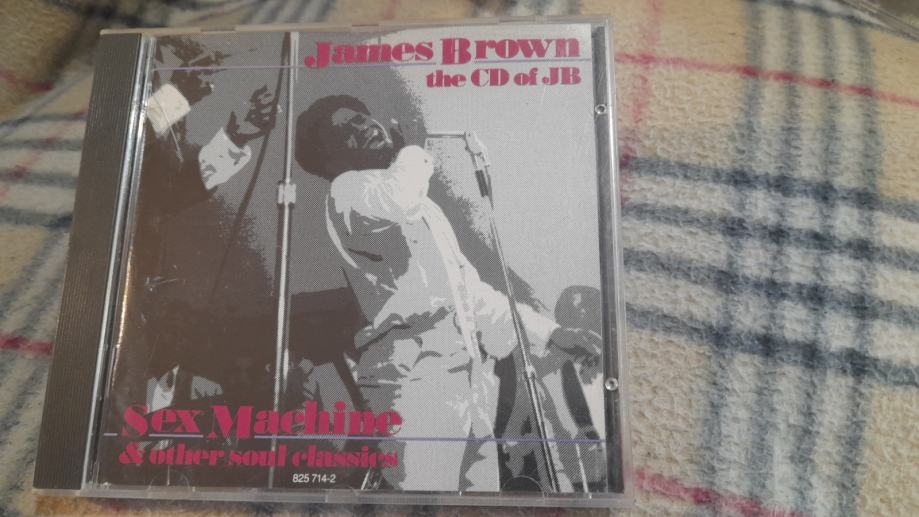 James Brown
the CD of JB
Sex Machine
& other soul classics
825 714-2